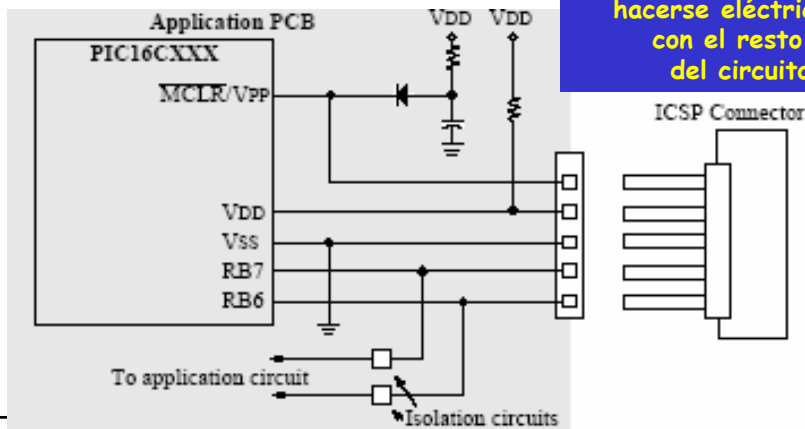 hacerse eléctric
con el resto
del circuito
Application PCB
VDD VDD
PIC16CXXX
MCLR/VPP
ICSP Connector
VDD
VSS
RB7
RB6
To application circuit
Isolation circuits